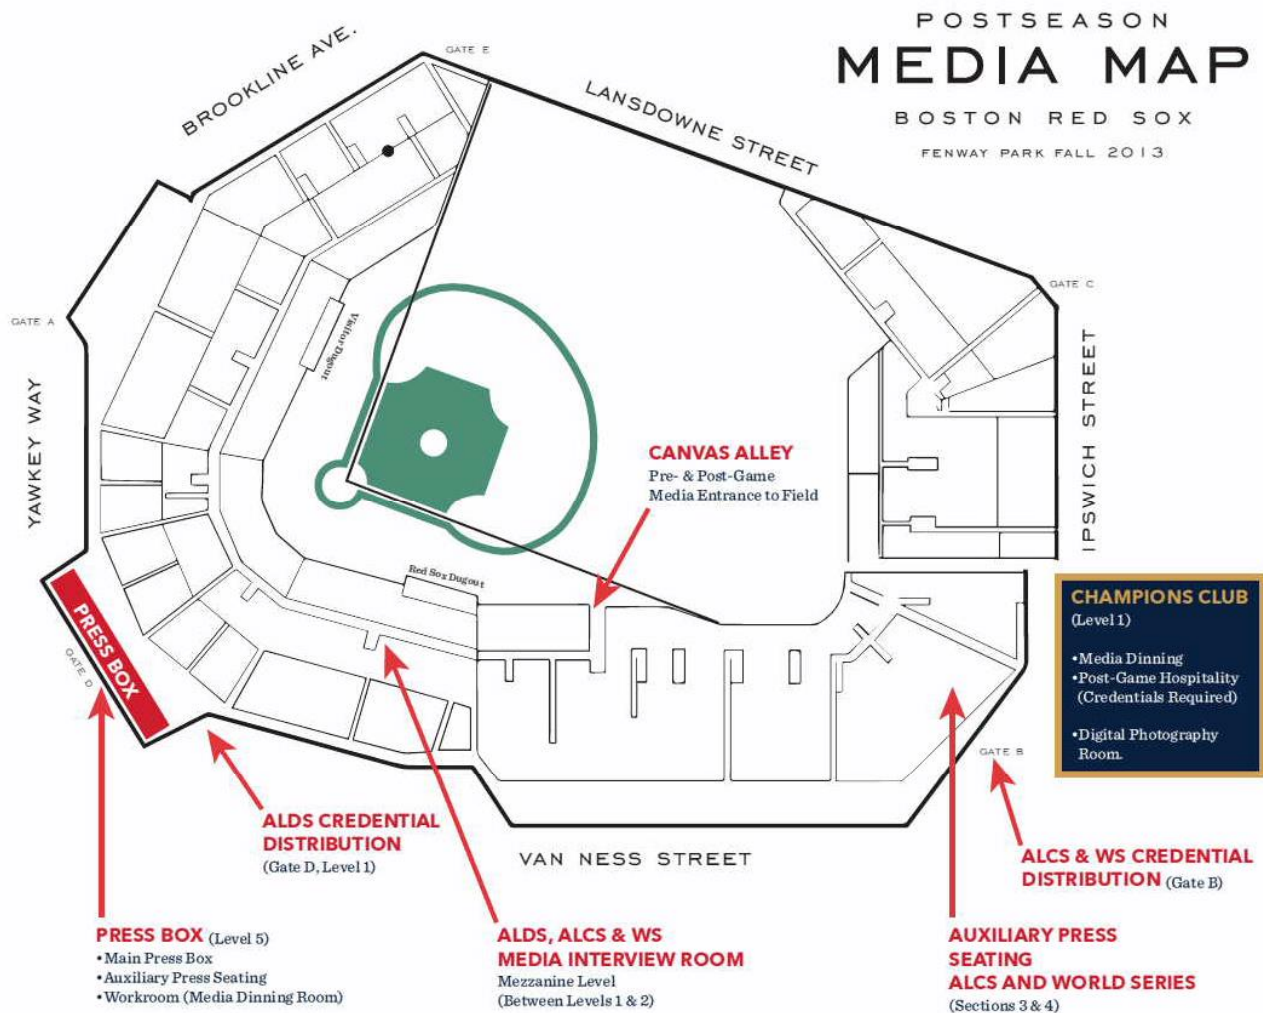 POSTSEASON
MEDIA MAP
BOSTON RED SOX
FENWAY PARK FALL 2013
BROOKLINE AVE.
GATE E
LANSDOWNE STREET
GATE C
GATE A
YAWKEY WAY
IPSWICH STREET
Visitor Dugout
CANVAS ALLEY
Pre- & Post-Game
Media Entrance to Field
Red Sox Dugout
PRESS BOX
GATE D
CHAMPIONS CLUB
(Level 1)
•Media Dinning
•Post-Game Hospitality
(Credentials Required)
•Digital Photography
Room.
GATE B
ALDS CREDENTIAL
DISTRIBUTION
(Gate D, Level 1)
VAN NESS STREET
ALCS & WS CREDENTIAL
DISTRIBUTION (Gate B)
PRESS BOX (Level 5)
•Main Press Box
•Auxiliary Press Seating
•Workroom (Media Dinning Room)
ALDS, ALCS & WS
MEDIA INTERVIEW ROOM
Mezzanine Level
(Between Levels 1 & 2)
AUXILIARY PRESS
SEATING
ALCS AND WORLD SERIES
(Sections 3 & 4)